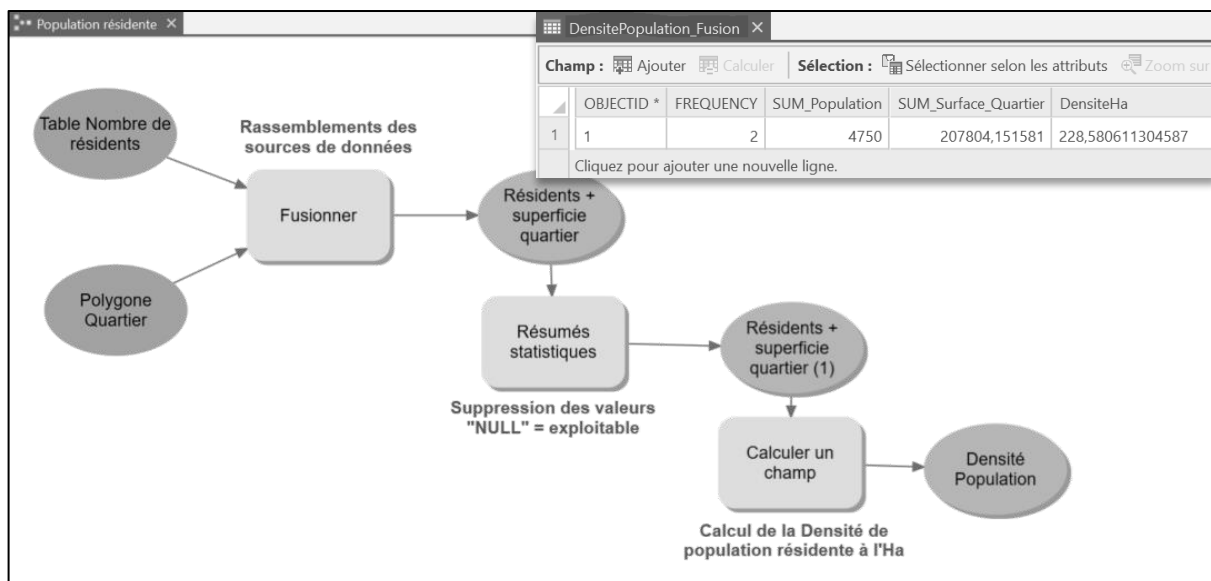 Population résidente
DensitePopulation_Fusion
Champ : Ajouter Calculer Sélection : Sélectionner selon les attributs Zoom sur
OBJECTID * FREQUENCY SUM_Population SUM_Surface_Quartier DensiteHa
1 1 2 4750 207804,151581 228,580611304587
Cliquez pour ajouter une nouvelle ligne.
Table Nombre de
résidents
Rassemblements des
sources de données
Fusionner
Résidents +
superficie
quartier
Polygone
Quartier
Résumés
statistiques
Résidents +
superficie
quartier (1)
Suppression des valeurs
"NULL" = exploitable
Calculer un
champ
Densité
Population
Calcul de la Densité de
population résidente à l'Ha